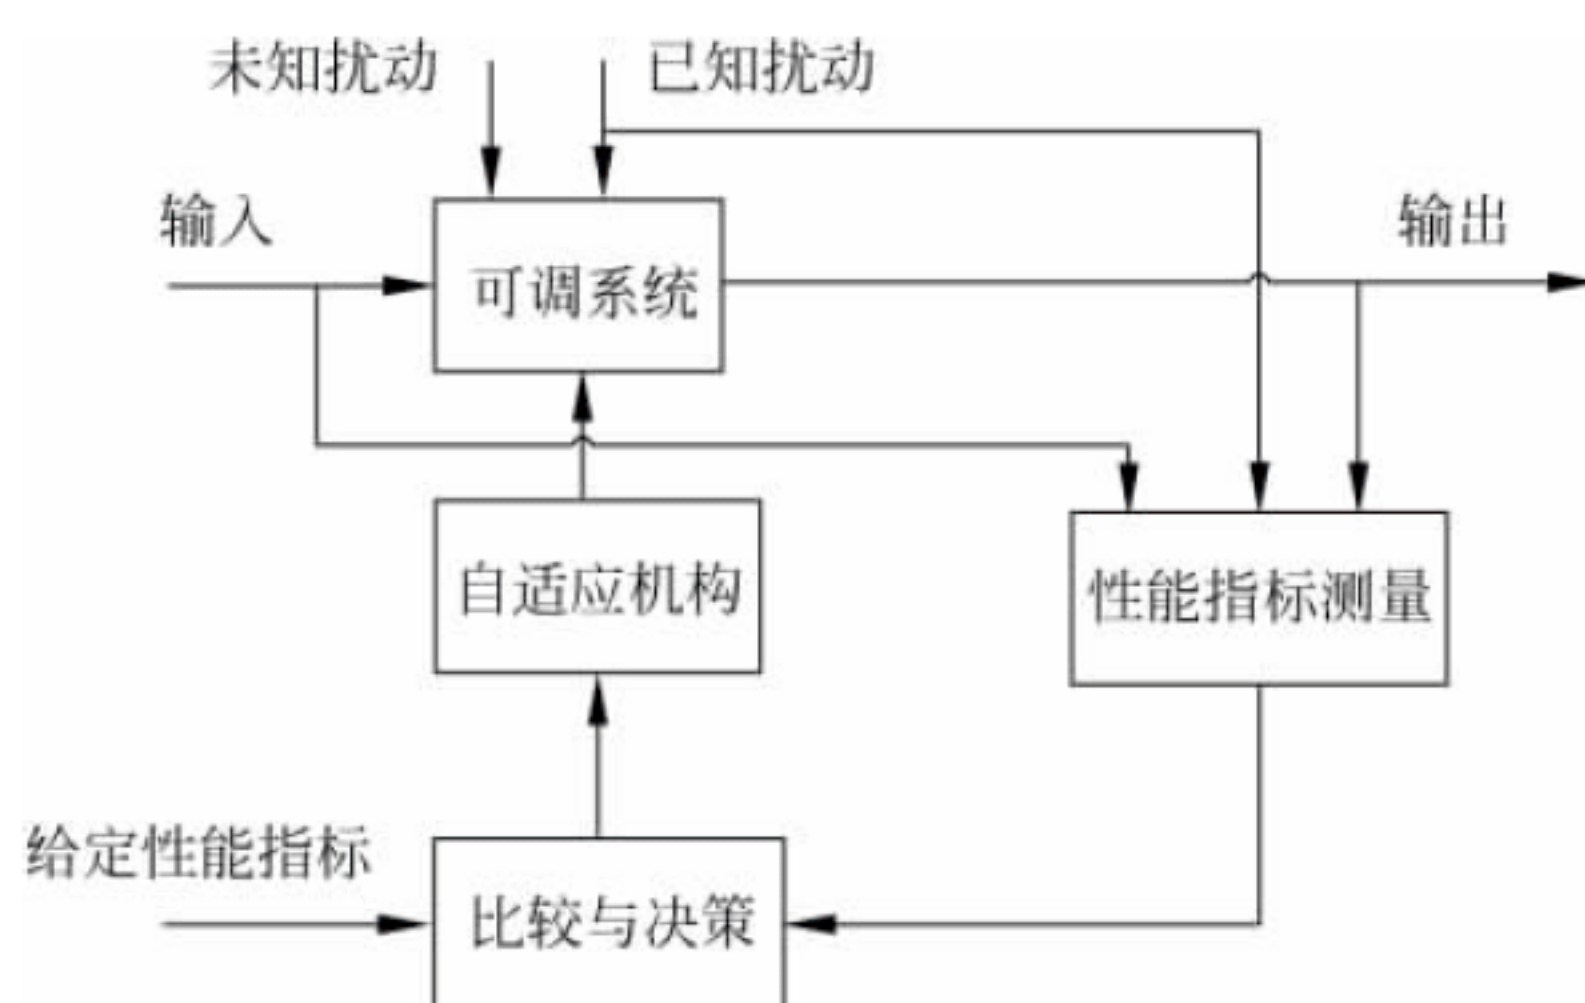 未知扰动
已知扰动
输入
输出
可调系统
自适应机构
性能指标测量
给定性能指标
比较与决策